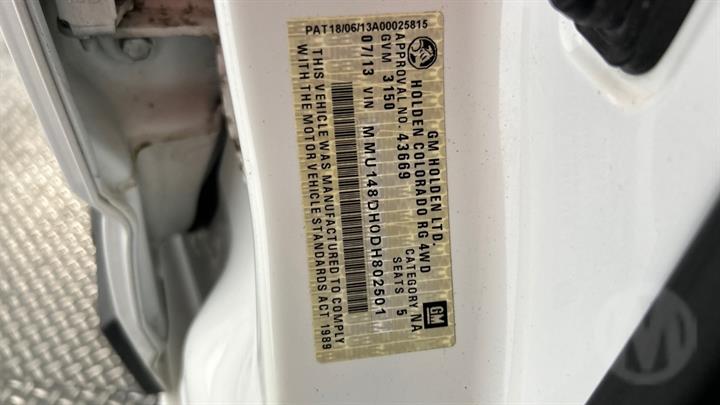 PAT18/06/13A00025815
GM HOLDEN LTD.
HOLDEN COLORADO RG 4WD
APPROVAL NO. 43669 CATEGORY NA
GVM 3150 SEATS 5
07/13 VIN MMU148DH0DH802501
THIS VEHICLE WAS MANUFACTURED TO COMPLY
WITH THE MOTOR VEHICLE STANDARDS ACT 1989
GM
M